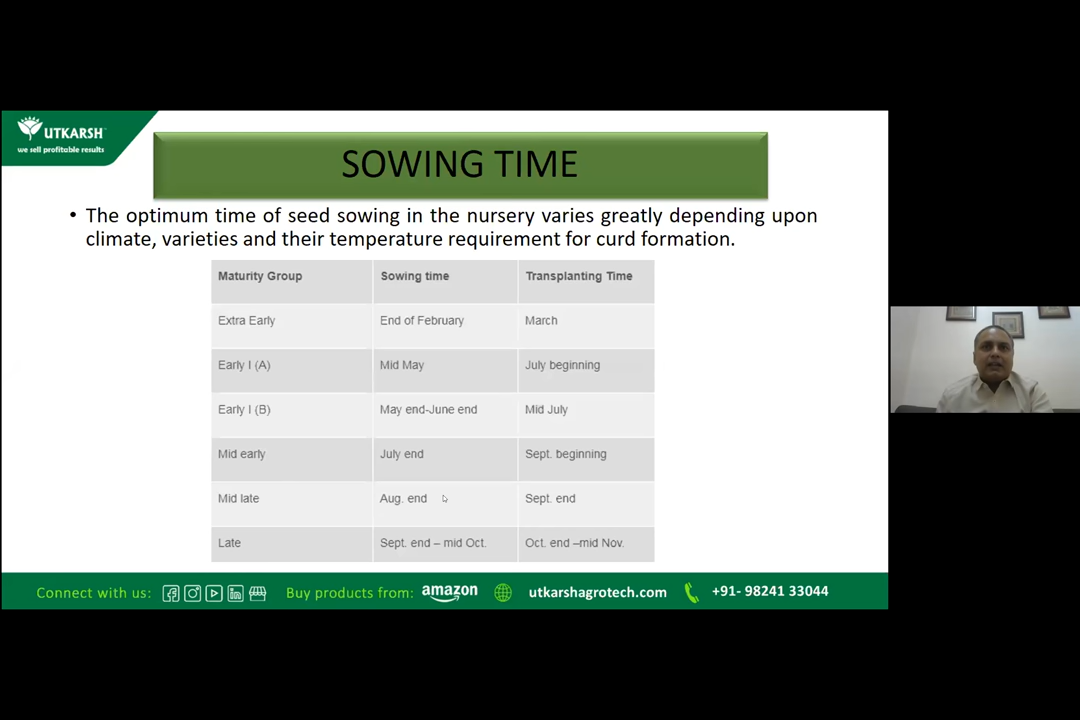 UTKARSH
we sell profitable results
SOWING TIME
• The optimum time of seed sowing in the nursery varies greatly depending upon
climate, varieties and their temperature requirement for curd formation.
Maturity Group Sowing time Transplanting Time
Extra Early End of February March
Early I (A) Mid May July beginning
Early I (B) May end-June end Mid July
Mid early July end Sept. beginning
Mid late Aug. end Sept. end
Late Sept. end – mid Oct. Oct. end –mid Nov.
Connect with us: Buy products from: amazon utkarshagrotech.com +91- 98241 33044